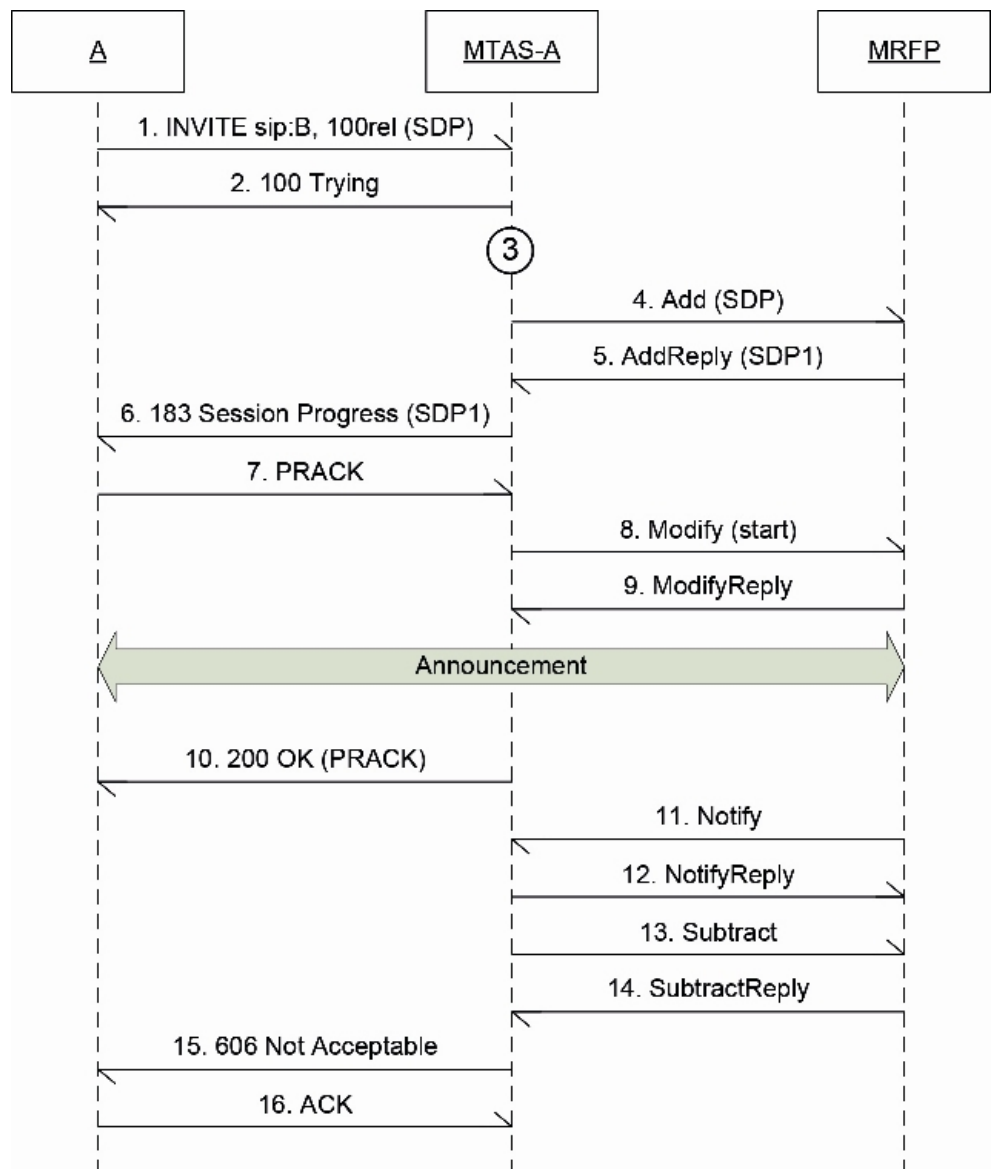 A
MTAS-A
MRFP
1. INVITE sip:B, 100rel (SDP)
2. 100 Trying
3
4. Add (SDP)
5. AddReply (SDP1)
6. 183 Session Progress (SDP1)
7. PRACK
8. Modify (start)
9. ModifyReply
Announcement
10. 200 OK (PRACK)
11. Notify
12. NotifyReply
13. Subtract
14. SubtractReply
15. 606 Not Acceptable
16. ACK